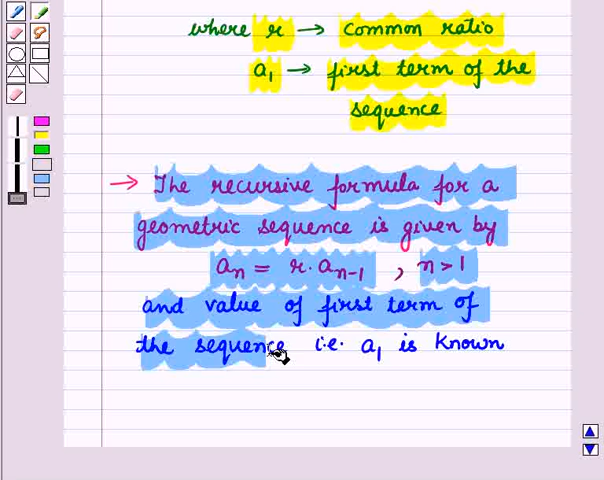 where r → common ratio
a₁ → first term of the
sequence
→ The recursive formula for a
geometric sequence is given by
aₙ = r·aₙ₋₁ , n>1
and value of first term of
the sequence i.e. a₁ is known